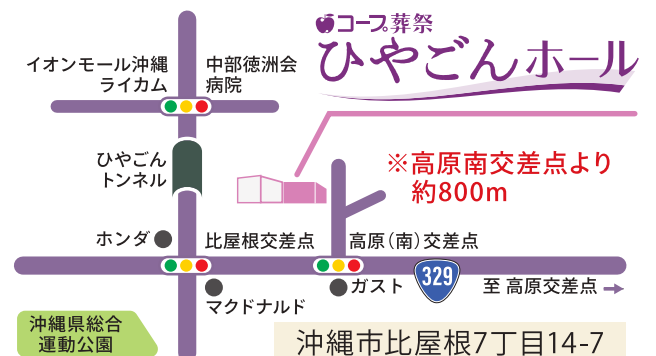 コープ葬祭
ひやごんホール
イオンモール沖縄
ライカム
中部徳洲会
病院
ひやごん
トンネル
※高原南交差点より
約800m
ホンダ
比屋根交差点
高原（南）交差点
マクドナルド
ガスト
329
至 高原交差点
沖縄県総合
運動公園
沖縄市比屋根7丁目14-7